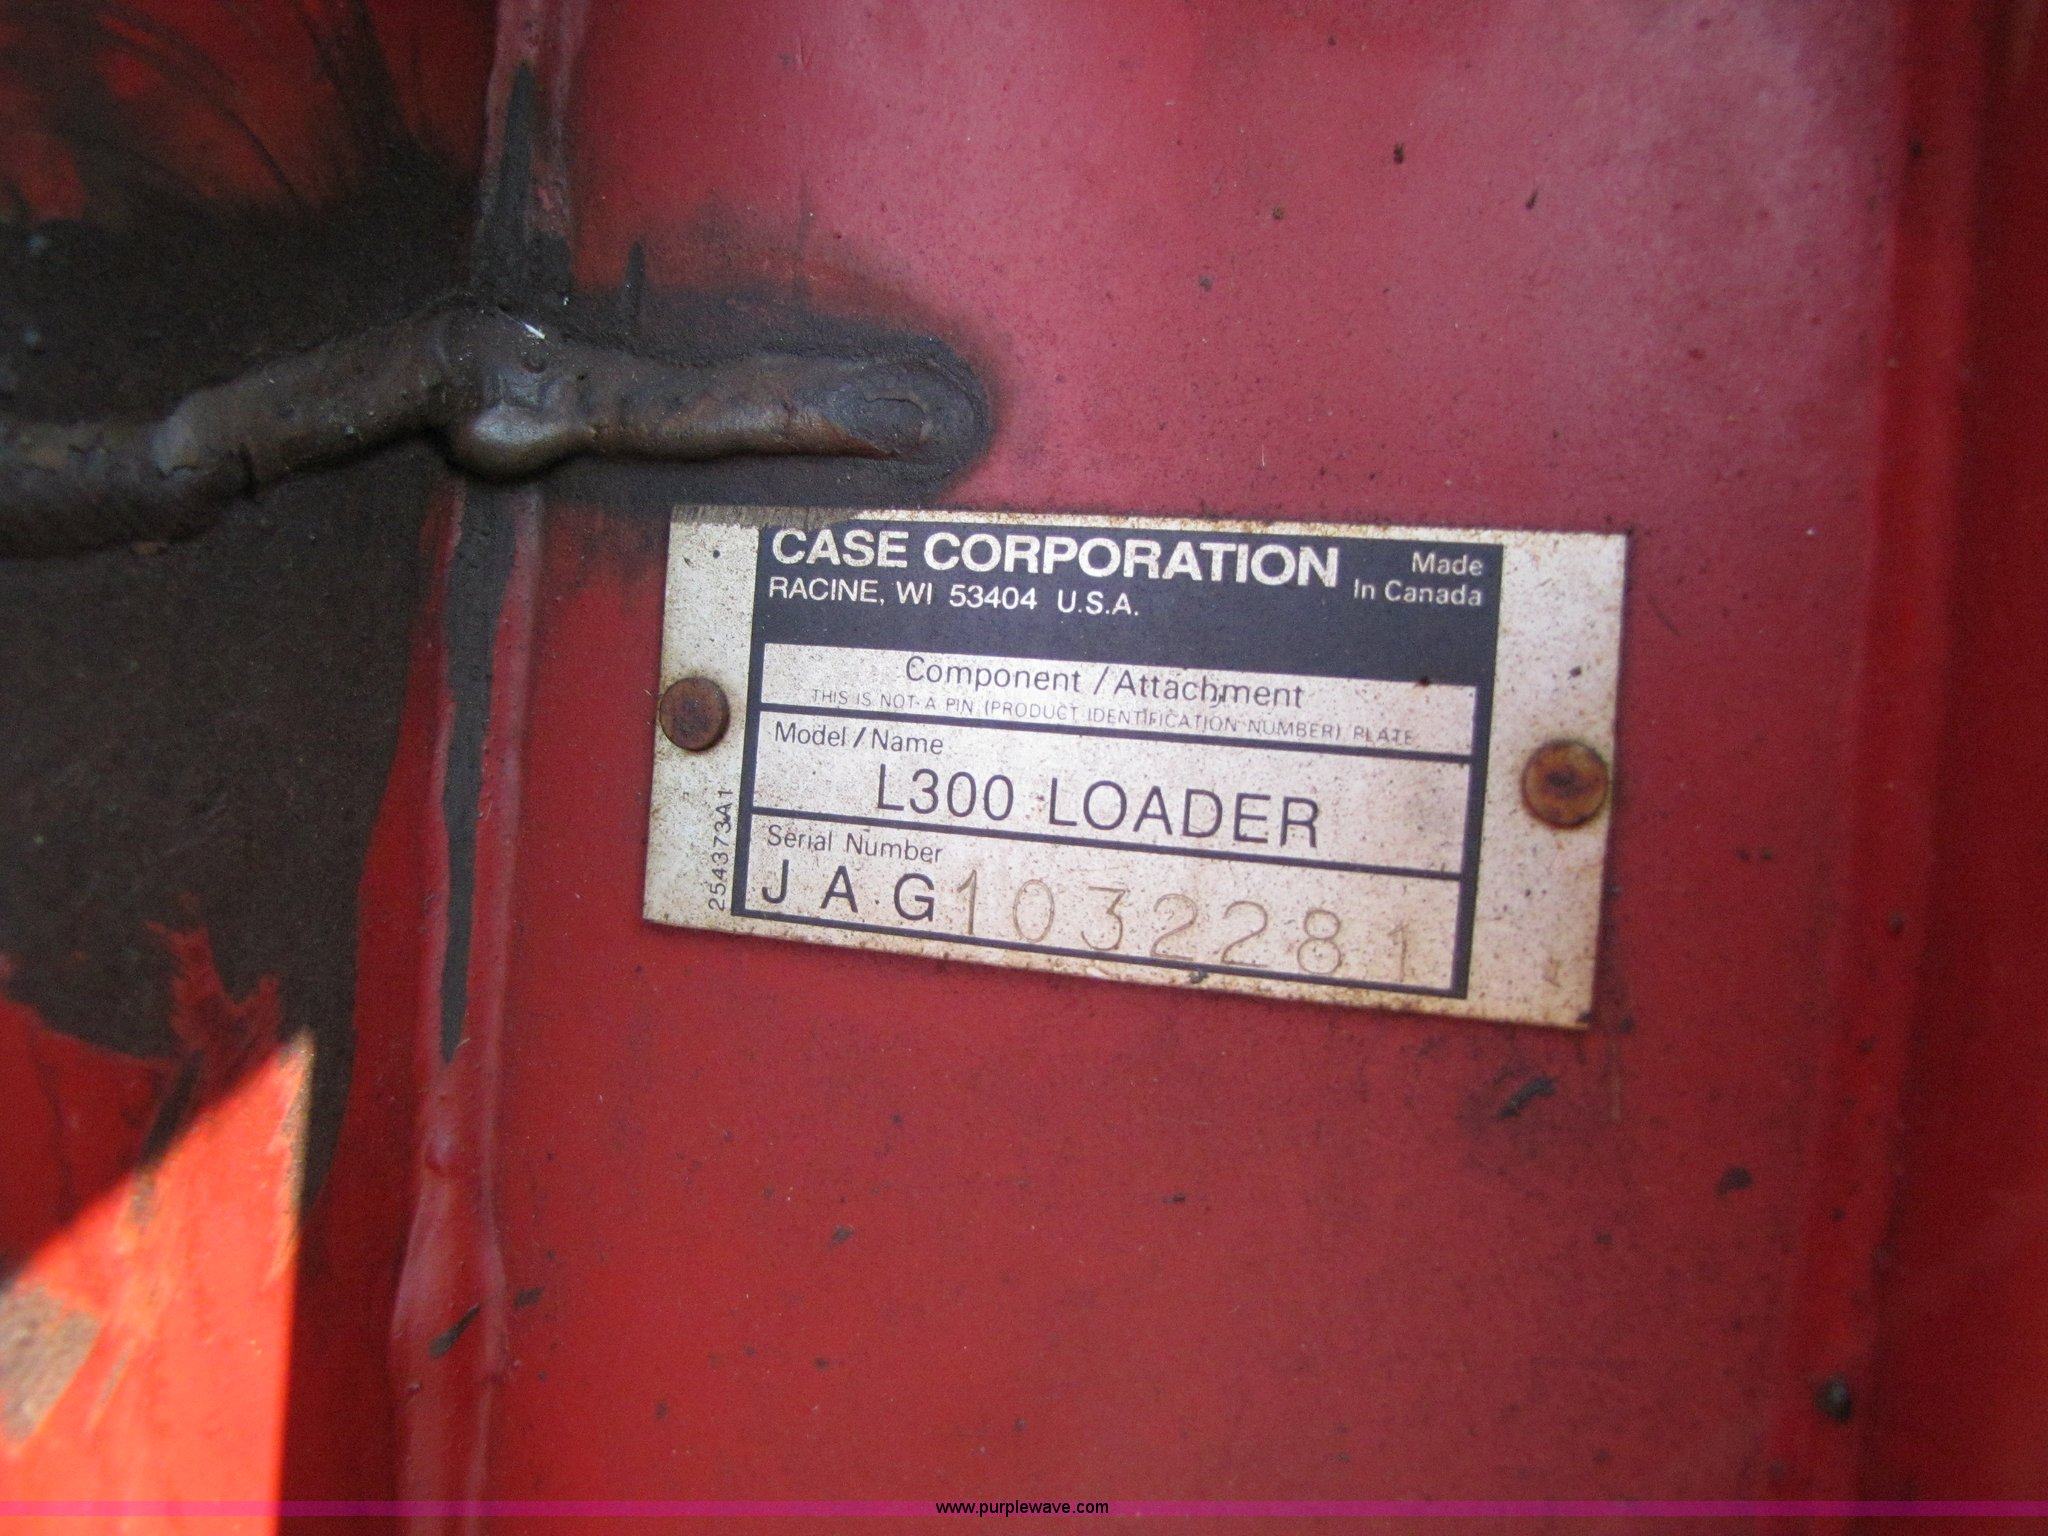 CASE CORPORATION
Made
In Canada
RACINE, WI 53404 U.S.A.
Component / Attachment
THIS IS NOT A PIN (PRODUCT IDENTIFICATION NUMBER) PLATE
Model / Name
L300 LOADER
Serial Number
JAG1032281
254373A1
www.purplewave.com